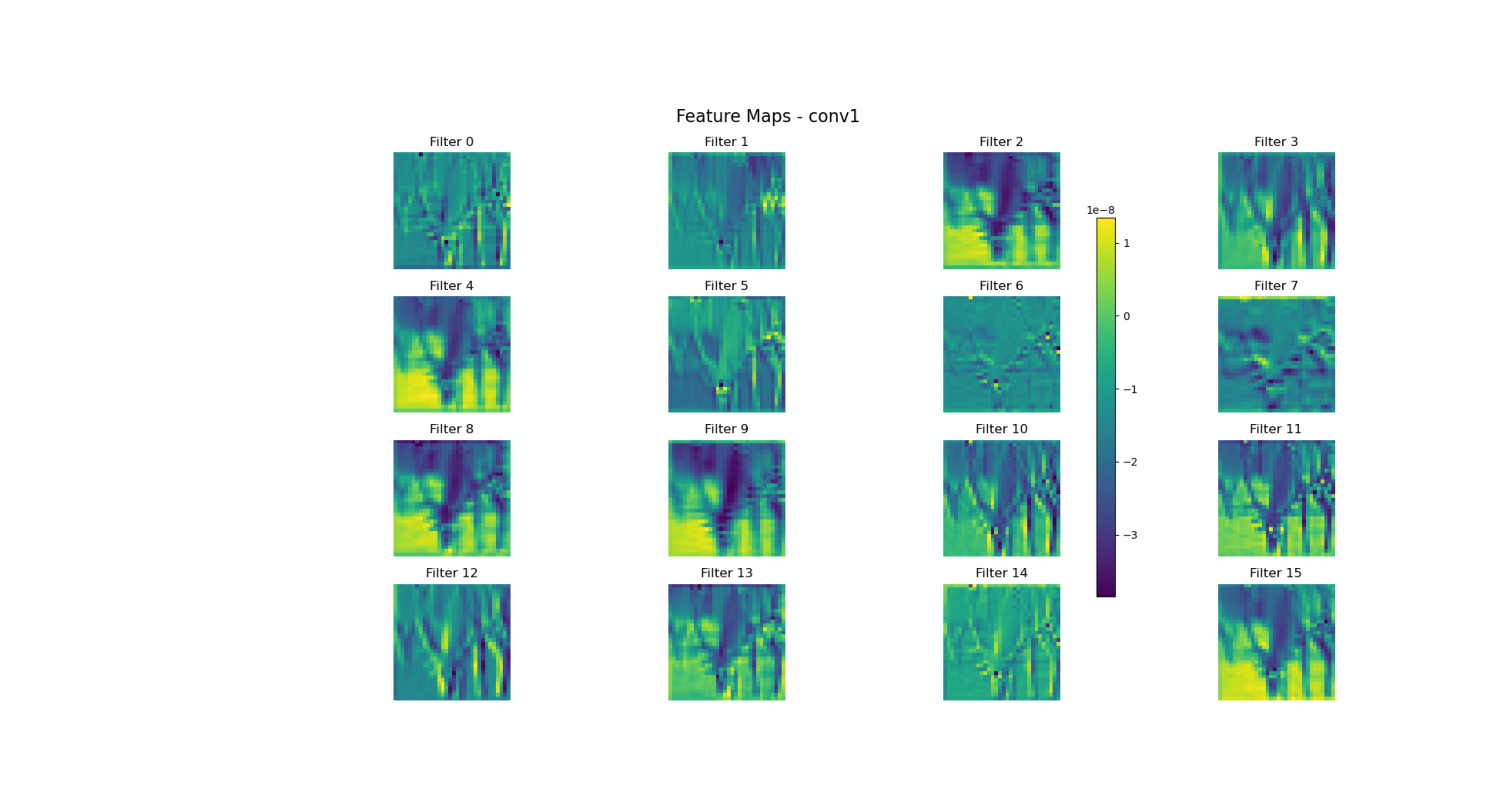 Feature Maps - conv1
Filter 0
Filter 1
Filter 2
Filter 3
Filter 4
Filter 5
Filter 6
Filter 7
Filter 8
Filter 9
Filter 10
Filter 11
Filter 12
Filter 13
Filter 14
Filter 15
1e−8
1
0
−1
−2
−3